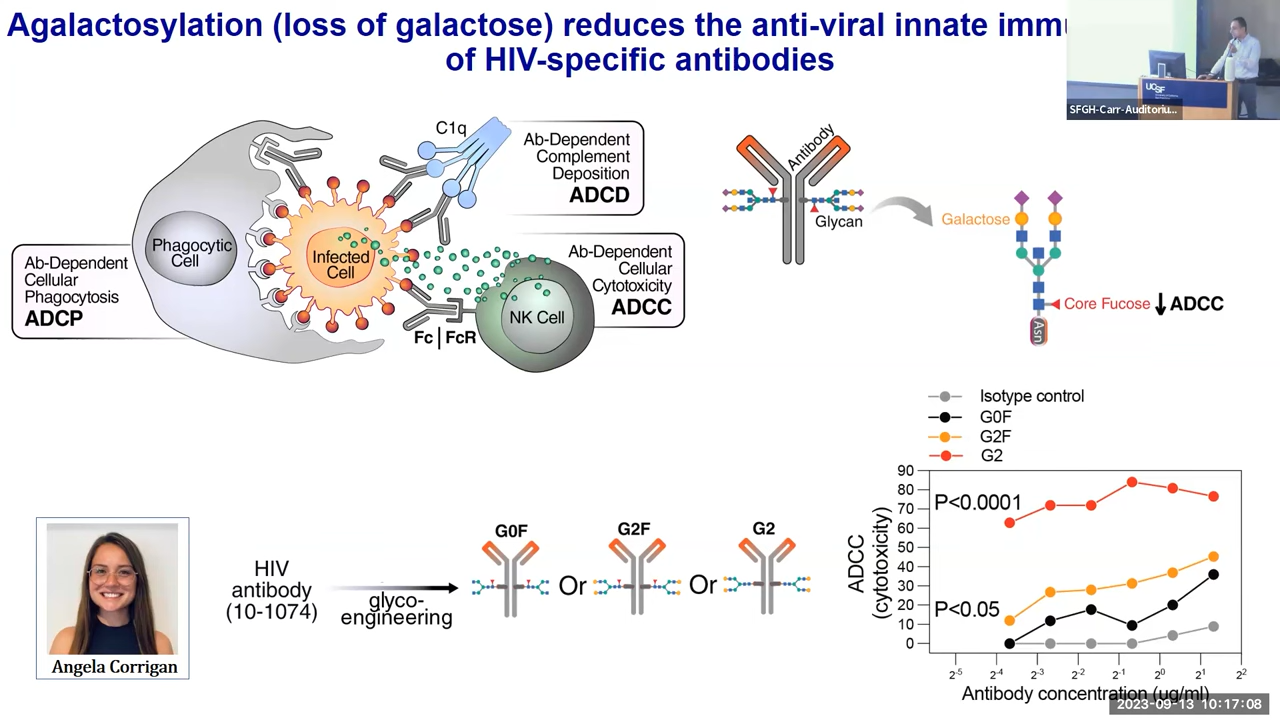 Agalactosylation (loss of galactose) reduces the anti-viral innate
of HIV-specific antibodies
UCSF
SFGH-Carr-Auditoriu...
C1q
Ab-Dependent
Complement
Deposition
ADCD
Phagocytic
Cell
Infected
Cell
Ab-Dependent
Cellular
Phagocytosis
ADCP
Ab-Dependent
Cellular
Cytotoxicity
ADCC
NK Cell
Fc | FcR
Antibody
Glycan
Galactose
Core Fucose ↓ ADCC
Asn
Angela Corrigan
HIV
antibody
(10-1074)
glyco-
engineering
G0F
Or
G2F
Or
G2
Isotype control
G0F
G2F
G2
ADCC
(cytotoxicity)
90
80
70
60
50
40
30
20
10
0
P<0.0001
P<0.05
2-5 2-4 2-3 2-2 2-1 20 21 22
Antibody concentration (ug/ml)
2023-09-13 10:17:08